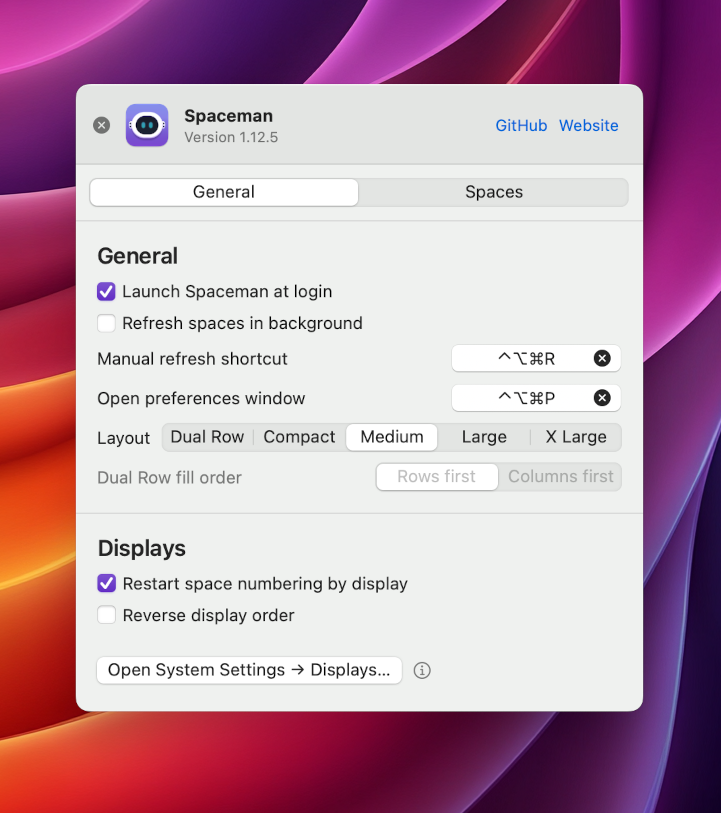 Spaceman
Version 1.12.5
GitHub Website
General Spaces
General
Launch Spaceman at login
Refresh spaces in background
Manual refresh shortcut ^⌥⌘R
Open preferences window ^⌥⌘P
Layout Dual Row Compact Medium Large X Large
Dual Row fill order Rows first Columns first
Displays
Restart space numbering by display
Reverse display order
Open System Settings → Displays...